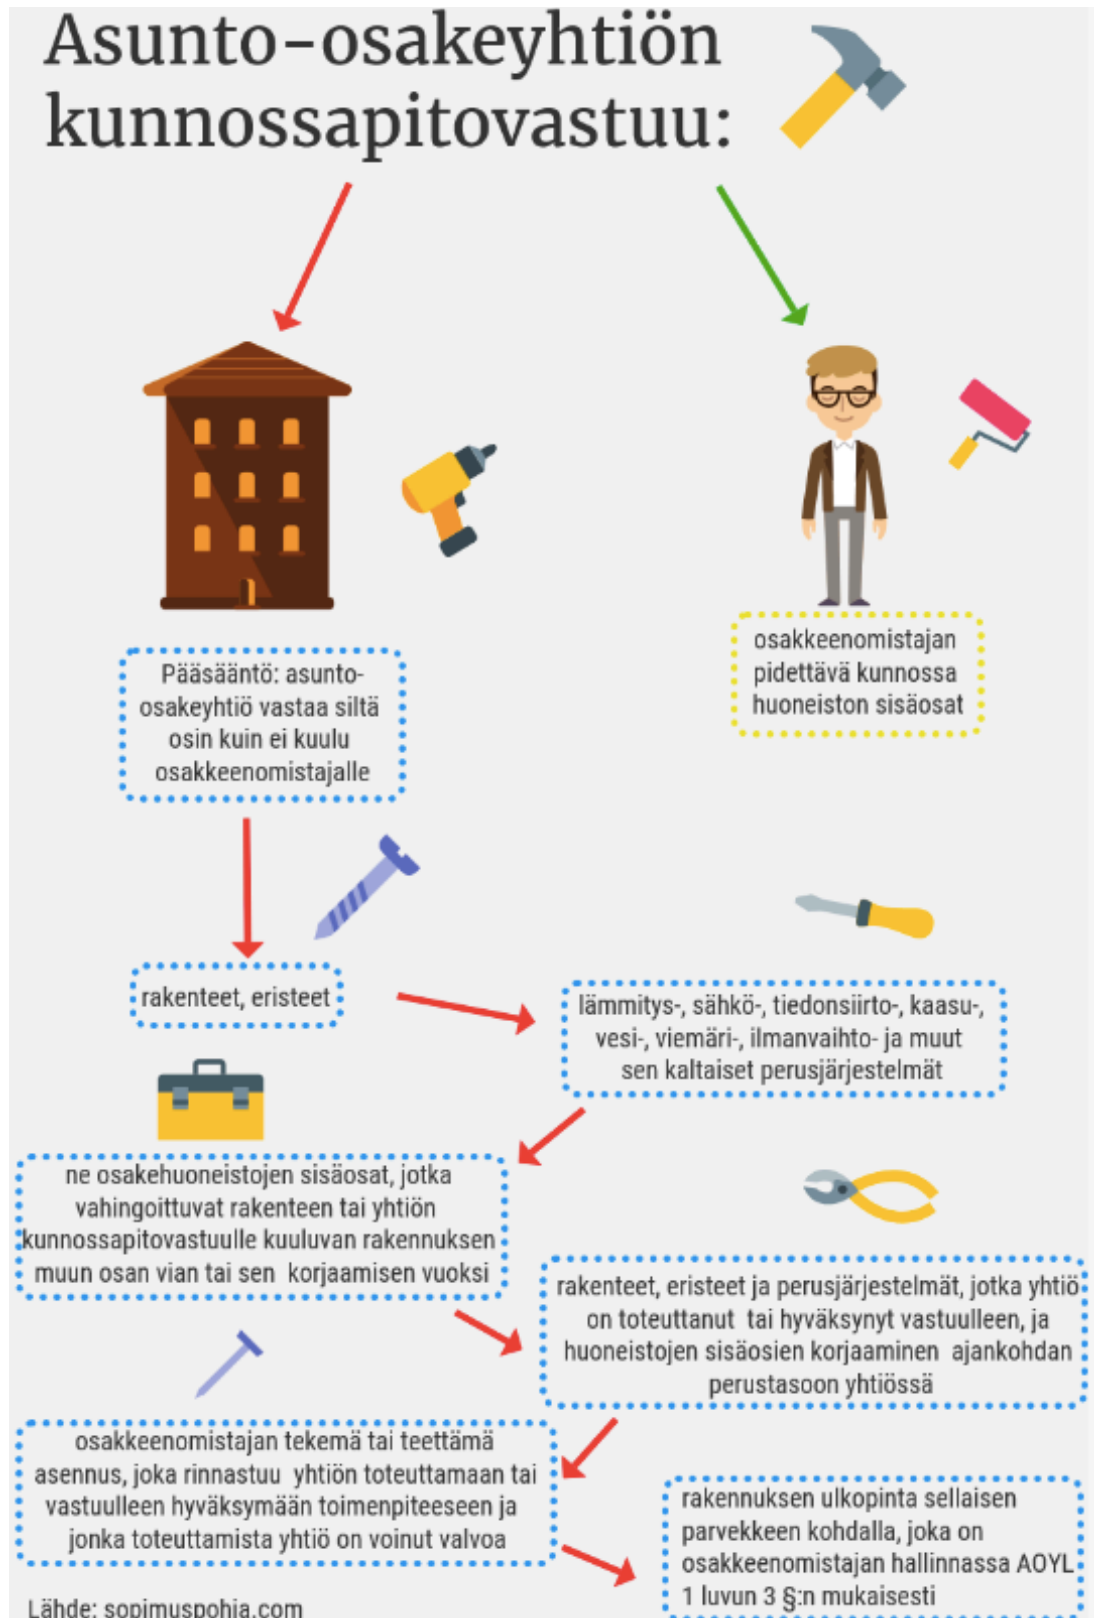 Asunto-osakeyhtiön
kunnossapitovastuu:
Pääsääntö: asunto-
osakeyhtiö vastaa siltä
osin kuin ei kuulu
osakkeenomistajalle
osakkeenomistajan
pidettävä kunnossa
huoneiston sisäosat
rakenteet, eristeet
lämmitys-, sähkö-, tiedonsiirto-, kaasu-,
vesi-, viemäri-, ilmanvaihto- ja muut
sen kaltaiset perusjärjestelmät
ne osakehuoneistojen sisäosat, jotka
vahingoittuvat rakenteen tai yhtiön
kunnossapitovastuulle kuuluvan rakennuksen
muun osan vian tai sen korjaamisen vuoksi
rakenteet, eristeet ja perusjärjestelmät, jotka yhtiö
on toteuttanut tai hyväksynyt vastuulleen, ja
huoneistojen sisäosien korjaaminen ajankohdan
perustasoon yhtiössä
osakkeenomistajan tekemä tai teettämä
asennus, joka rinnastuu yhtiön toteuttamaan tai
vastuulleen hyväksymään toimenpiteeseen ja
jonka toteuttamista yhtiö on voinut valvoa
rakennuksen ulkopinta sellaisen
parvekkeen kohdalla, joka on
osakkeenomistajan hallinnassa AOYL
1 luvun 3 §:n mukaisesti
Lähde: sopimuspohja.com